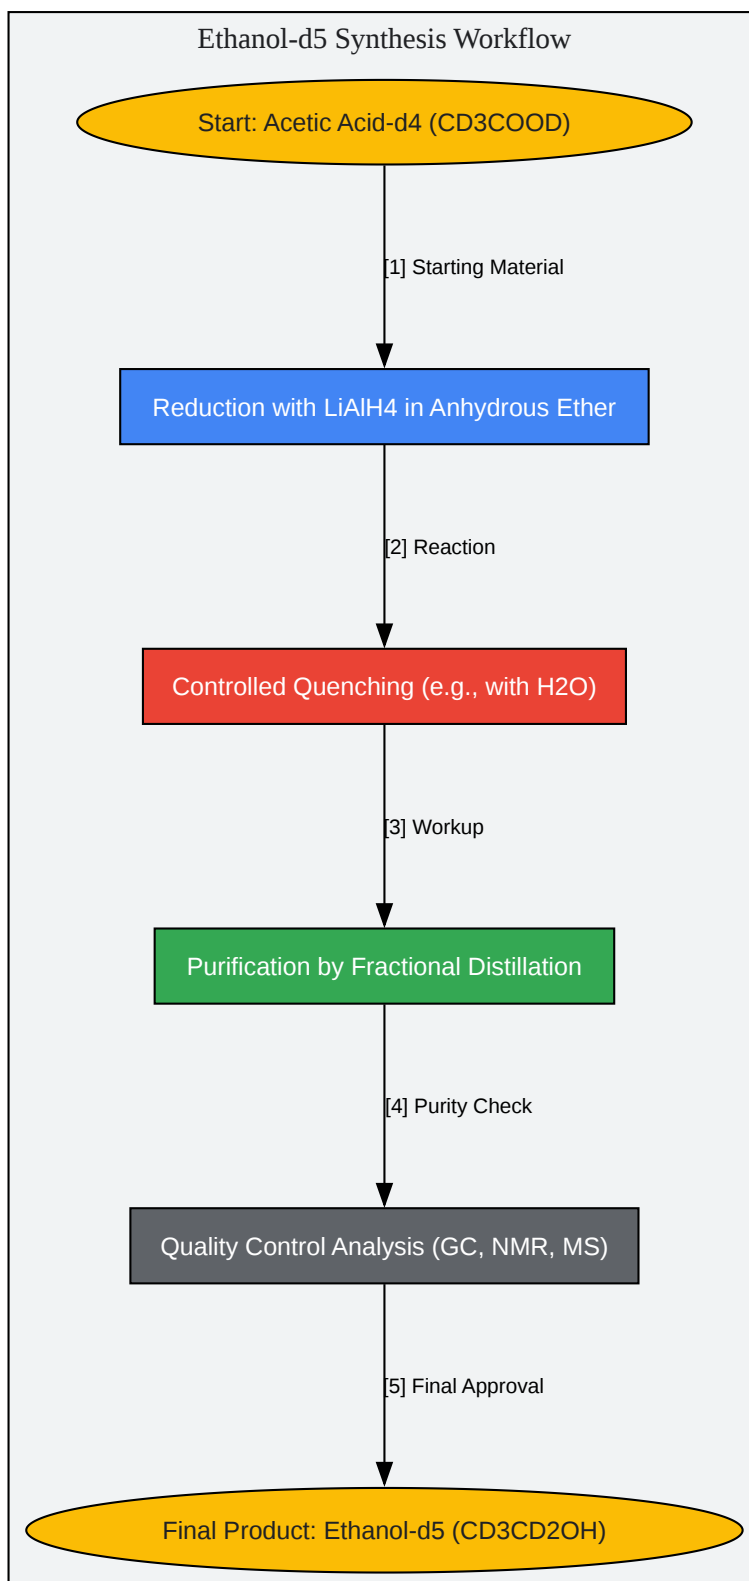 Ethanol-d5 Synthesis Workflow
Start: Acetic Acid-d4 (CD3COOD)
[1] Starting Material
Reduction with LiAlH4 in Anhydrous Ether
[2] Reaction
Controlled Quenching (e.g., with H2O)
[3] Workup
Purification by Fractional Distillation
[4] Purity Check
Quality Control Analysis (GC, NMR, MS)
[5] Final Approval
Final Product: Ethanol-d5 (CD3CD2OH)